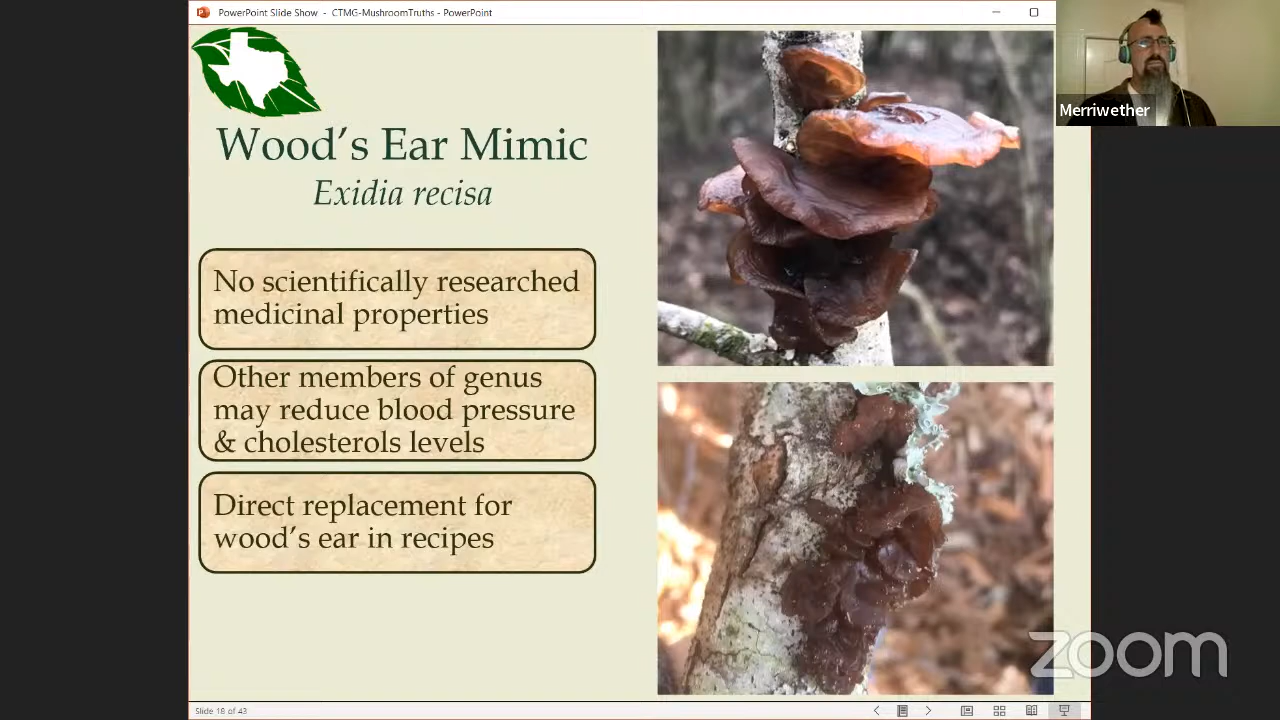 PowerPoint Slide Show - CTMG-MushroomTruths - PowerPoint
Merriwether
Wood's Ear Mimic
Exidia recisa
No scientifically researched
medicinal properties
Other members of genus
may reduce blood pressure
& cholesterols levels
Direct replacement for
wood's ear in recipes
zoom
Slide 18 of 43